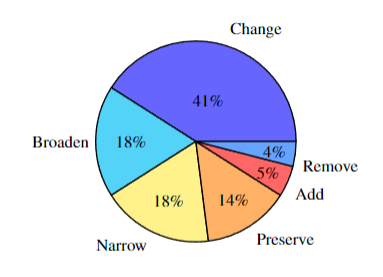 Change
41%
Broaden
18%
4%
Remove
5%
Add
18%
14%
Preserve
Narrow